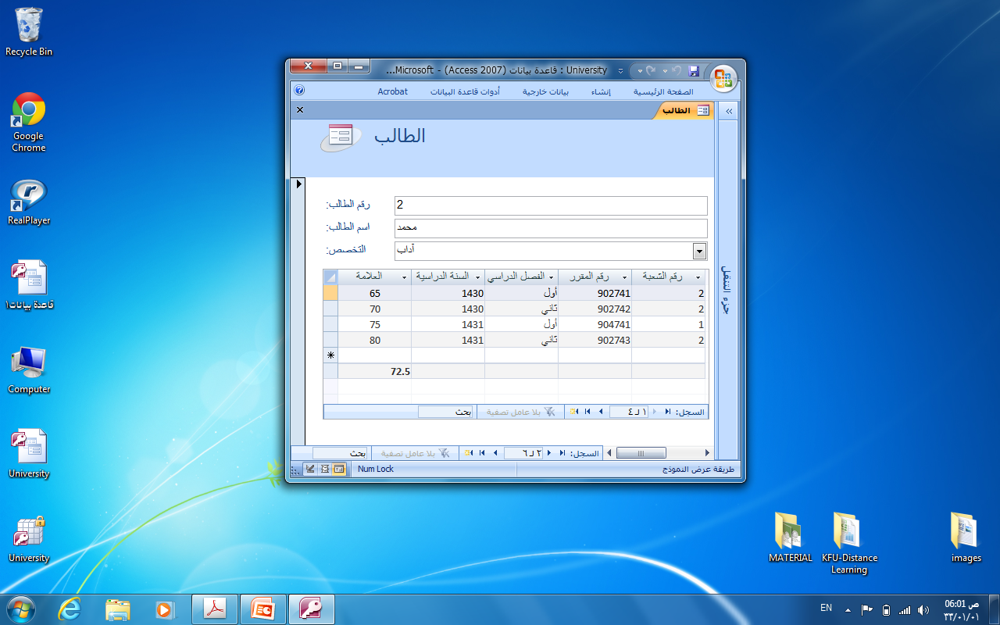 Recycle Bin
Google Chrome
RealPlayer
قاعدة بيانات١
Computer
University
University
University : قاعدة بيانات (Access 2007) - Microsoft...
الصفحة الرئيسية إنشاء بيانات خارجية أدوات قاعدة البيانات Acrobat
الطالب
الطالب
جزء التنقل
رقم الطالب: 2
اسم الطالب: محمد
التخصص: آداب
رقم الشعبة رقم المقرر الفصل الدراسي السنة الدراسية العلامة
2 902741 أول 1430 65
2 902742 ثاني 1430 70
1 904741 أول 1431 75
2 902743 ثاني 1431 80
72.5
السجل: ١ لـ ٤ بلا عامل تصفية بحث
السجل: ٢ لـ ٦ بلا عامل تصفية بحث
طريقة عرض النموذج Num Lock
MATERIAL
KFU-Distance Learning
images
EN
06:01 ص
٣٣/٠١/٠١